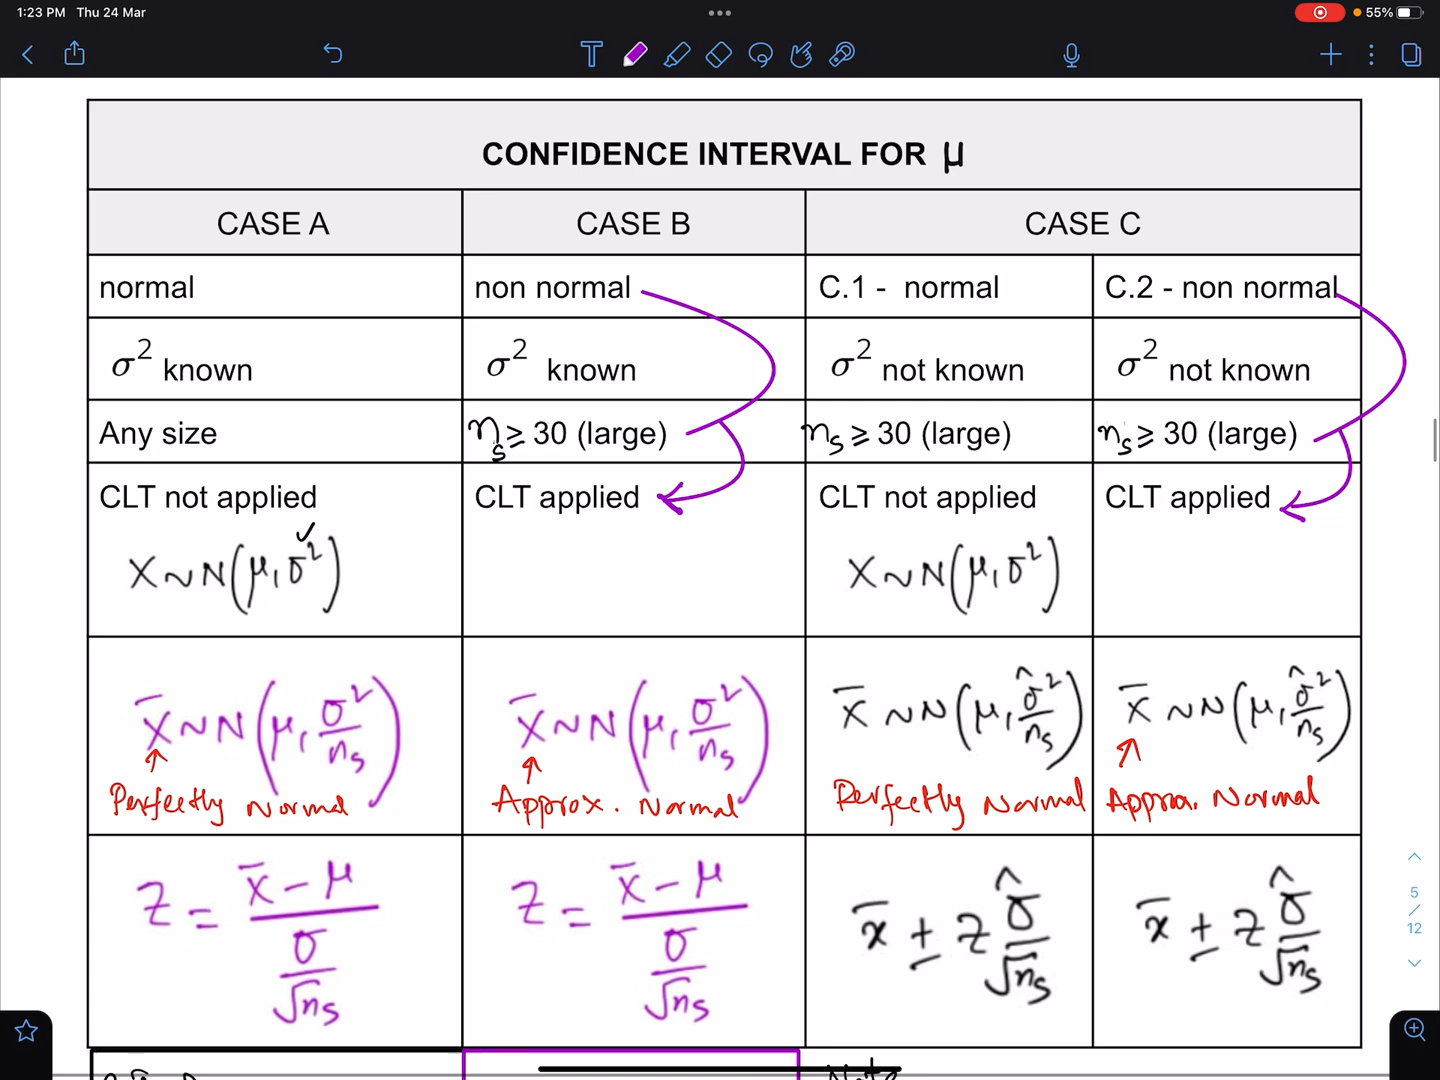 1:23 PM Thu 24 Mar
55%
CONFIDENCE INTERVAL FOR μ
CASE A CASE B CASE C
normal non normal C.1 - normal C.2 - non normal
σ² known σ² known σ² not known σ² not known
Any size nₛ ≥ 30 (large) nₛ ≥ 30 (large) nₛ ≥ 30 (large)
CLT not applied CLT applied CLT not applied CLT applied
X ~ N(μ, σ²) X ~ N(μ, σ²)
x̄ ~ N(μ, σ²/nₛ) x̄ ~ N(μ, σ²/nₛ) x̄ ~ N(μ, σ̂²/nₛ) x̄ ~ N(μ, σ̂²/nₛ)
Perfectly Normal Approx. Normal Perfectly Normal Approx. Normal
Z = (x̄ - μ)/(σ/√nₛ) Z = (x̄ - μ)/(σ/√nₛ) x̄ ± Z σ̂/√nₛ x̄ ± Z σ̂/√nₛ
5
/
12